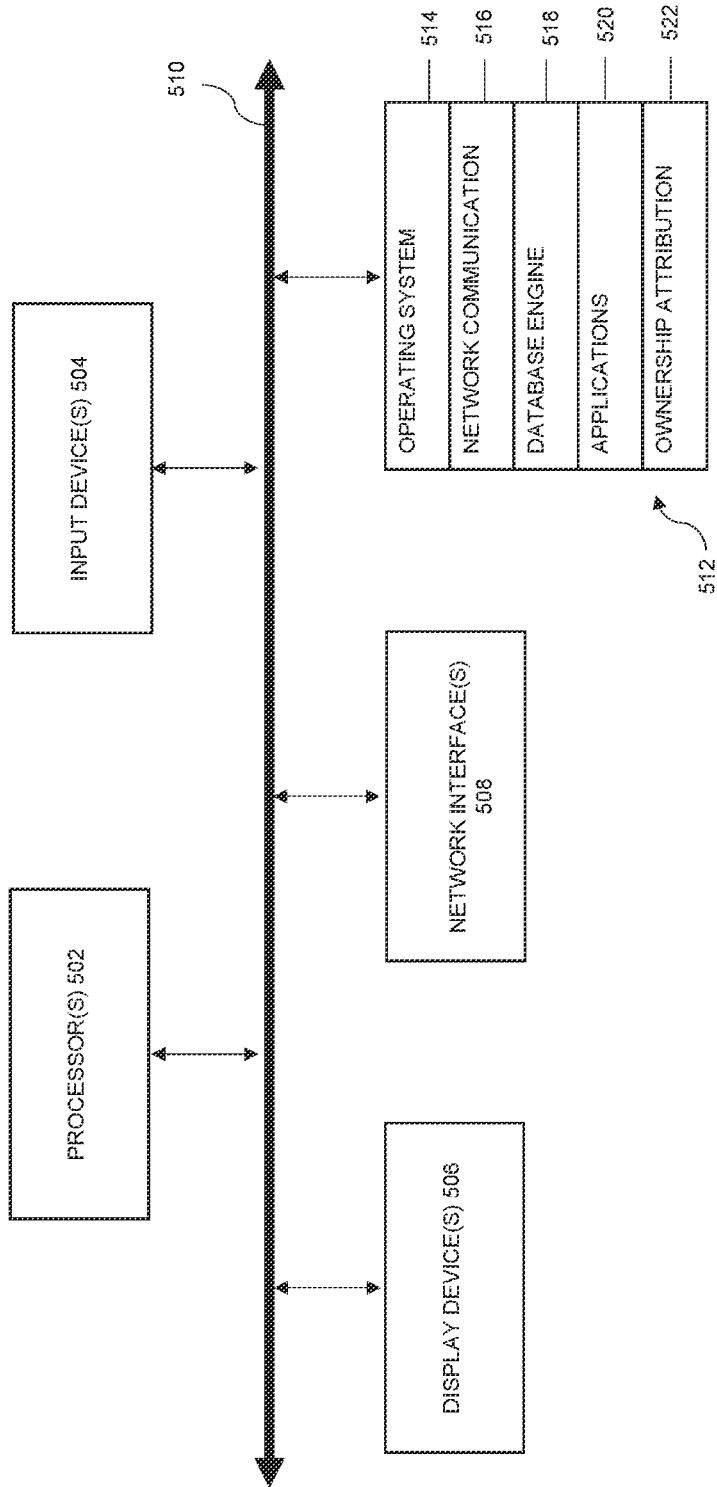 PROCESSOR(S) 502
INPUT DEVICE(S) 504
510
DISPLAY DEVICE(S) 506
NETWORK INTERFACE(S)
508
OPERATING SYSTEM
514
NETWORK COMMUNICATION
516
DATABASE ENGINE
518
APPLICATIONS
520
OWNERSHIP ATTRIBUTION
522
512